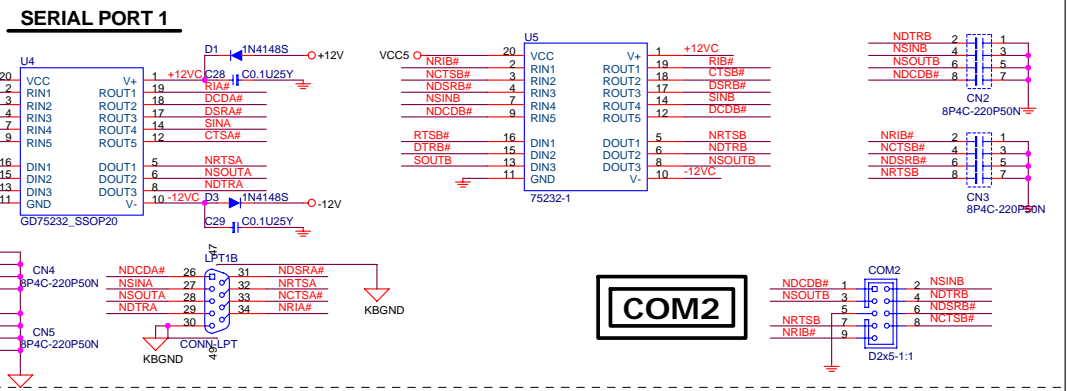 SERIAL PORT 1
U4
20 VCC V+ 1 +12VC
2 RIN1 ROUT1 19 RIA#
3 RIN2 ROUT2 18 DCDA#
4 RIN3 ROUT3 17 DSRA#
7 RIN4 ROUT4 14 SINA
9 RIN5 ROUT5 12 CTSA#
16 DIN1 DOUT1 5 NRTSA
15 DIN2 DOUT2 6 NSOUTA
13 DIN3 DOUT3 8 NDTRA
11 GND V- 10 -12VC
GD75232_SSOP20
D1 1N4148S +12V
C28 C0.1U25Y
D3 1N4148S -12V
C29 C0.1U25Y
U5
VCC5 20 VCC V+ 1 +12VC
NRIB# 2 RIN1 ROUT1 19 RIB#
NCTSB# 3 RIN2 ROUT2 18 CTSB#
NDSRB# 4 RIN3 ROUT3 17 DSRB#
NSINB 7 RIN4 ROUT4 14 SINB
NDCDB# 9 RIN5 ROUT5 12 DCDB#
RTSB# 16 DIN1 DOUT1 5 NRTSB
DTRB# 15 DIN2 DOUT2 6 NDTRB
SOUTB 13 DIN3 DOUT3 8 NSOUTB
11 GND V- 10 -12VC
75232-1
NDTRB 2 1
NSINB 4 3
NSOUTB 6 5
NDCDB# 8 7
CN2
8P4C-220P50N
NRIB# 2 1
NCTSB# 4 3
NDSRB# 6 5
NRTSB 8 7
CN3
8P4C-220P50N
CN4
8P4C-220P50N
CN5
8P4C-220P50N
47
LPT1B
NDCDA# 26 31 NDSRA#
NSINA 27 32 NRTSA
NSOUTA 28 33 NCTSA#
NDTRA 29 34 NRIA#
30
KBGND
CONN-LPT
49
KBGND
COM2
COM2
NDCDB# 1 2 NSINB
NSOUTB 3 4 NDTRB
5 6 NDSRB#
NRTSB 7 8 NCTSB#
NRIB# 9
D2x5-1:1